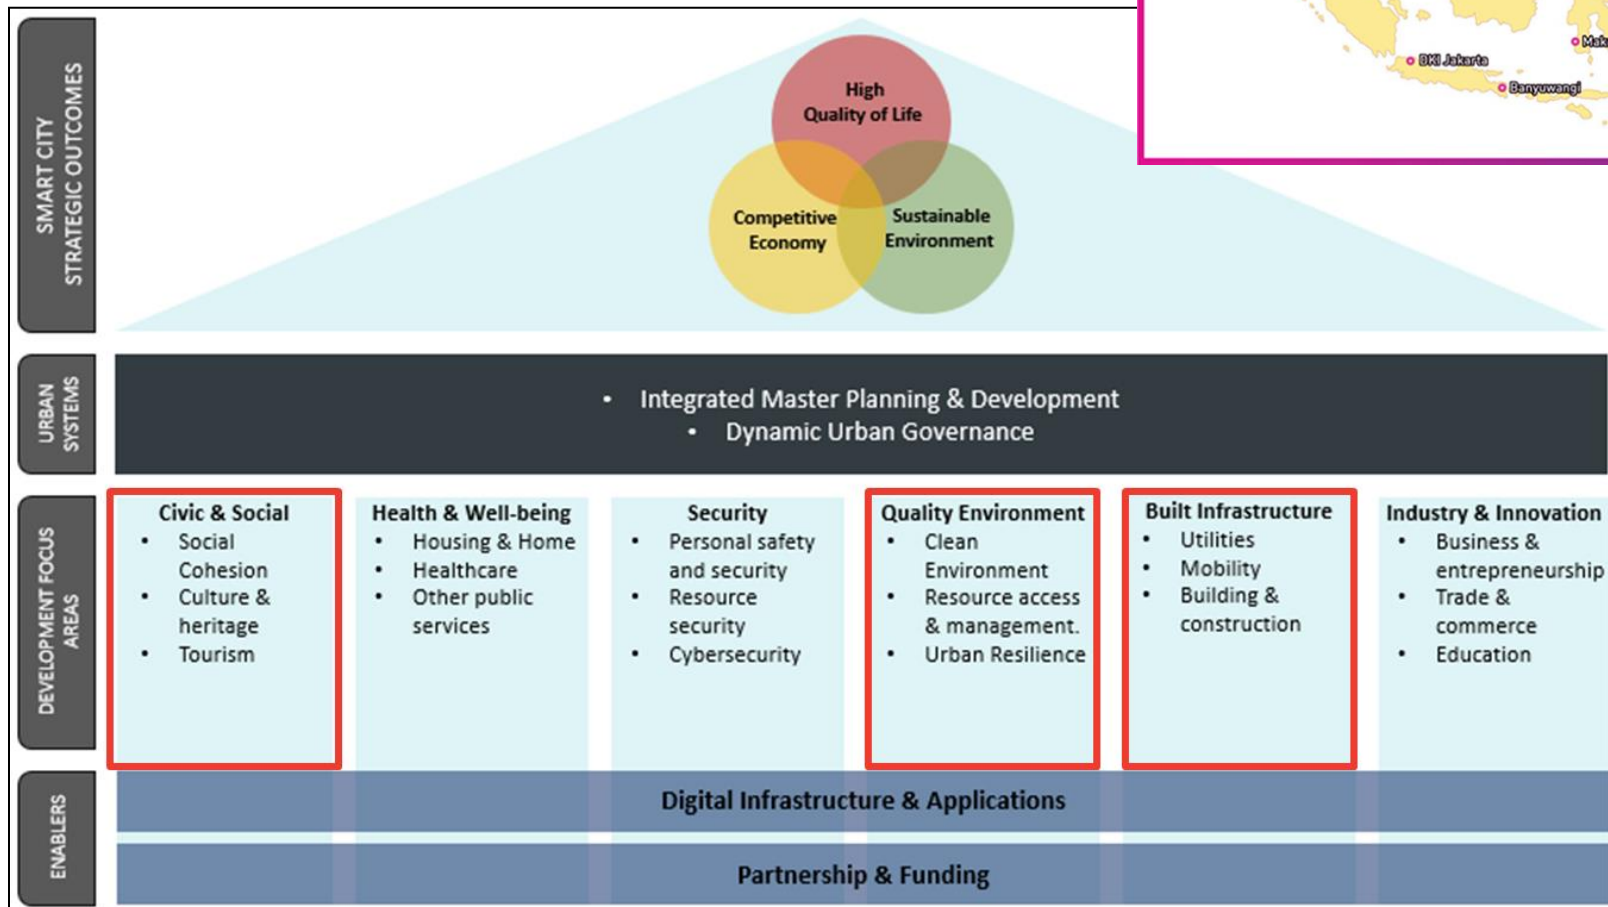 SMART CITY
STRATEGIC OUTCOMES
High
Quality of Life
Competitive
Economy
Sustainable
Environment
DKI Jakarta
Banyuwangi
URBAN
SYSTEMS
• Integrated Master Planning & Development
• Dynamic Urban Governance
DEVELOPMENT FOCUS
AREAS
Civic & Social
• Social
Cohesion
• Culture &
heritage
• Tourism
Health & Well-being
• Housing & Home
• Healthcare
• Other public
services
Security
• Personal safety
and security
• Resource
security
• Cybersecurity
Quality Environment
• Clean
Environment
• Resource access
& management.
• Urban Resilience
Built Infrastructure
• Utilities
• Mobility
• Building &
construction
Industry & Innovation
• Business &
entrepreneurship
• Trade &
commerce
• Education
ENABLERS
Digital Infrastructure & Applications
Partnership & Funding